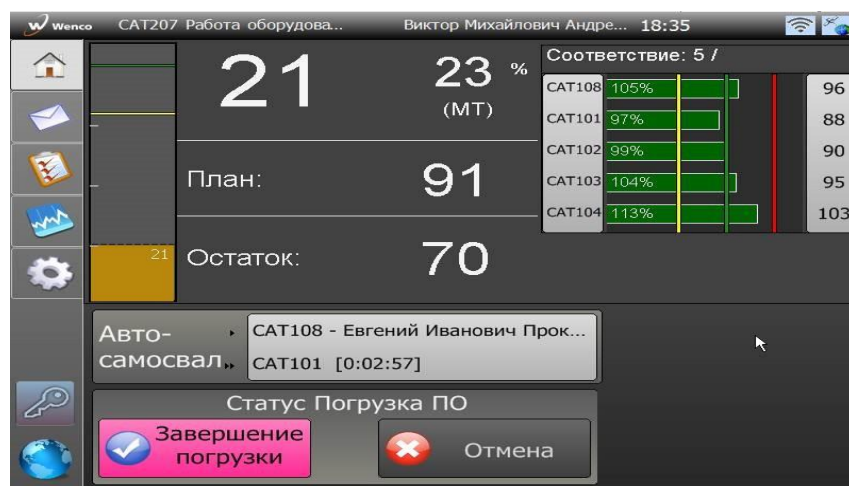 Wenco CAT207 Работа оборудова... Виктор Михайлович Андре... 18:35
21
23 %
(МТ)
Соответствие: 5 /
CAT108 105% 96
CAT101 97% 88
CAT102 99% 90
CAT103 104% 95
CAT104 113% 103
План: 91
21
Остаток: 70
Авто-
самосвал
CAT108 - Евгений Иванович Прок...
CAT101 [0:02:57]
Статус Погрузка ПО
Завершение
погрузки
Отмена